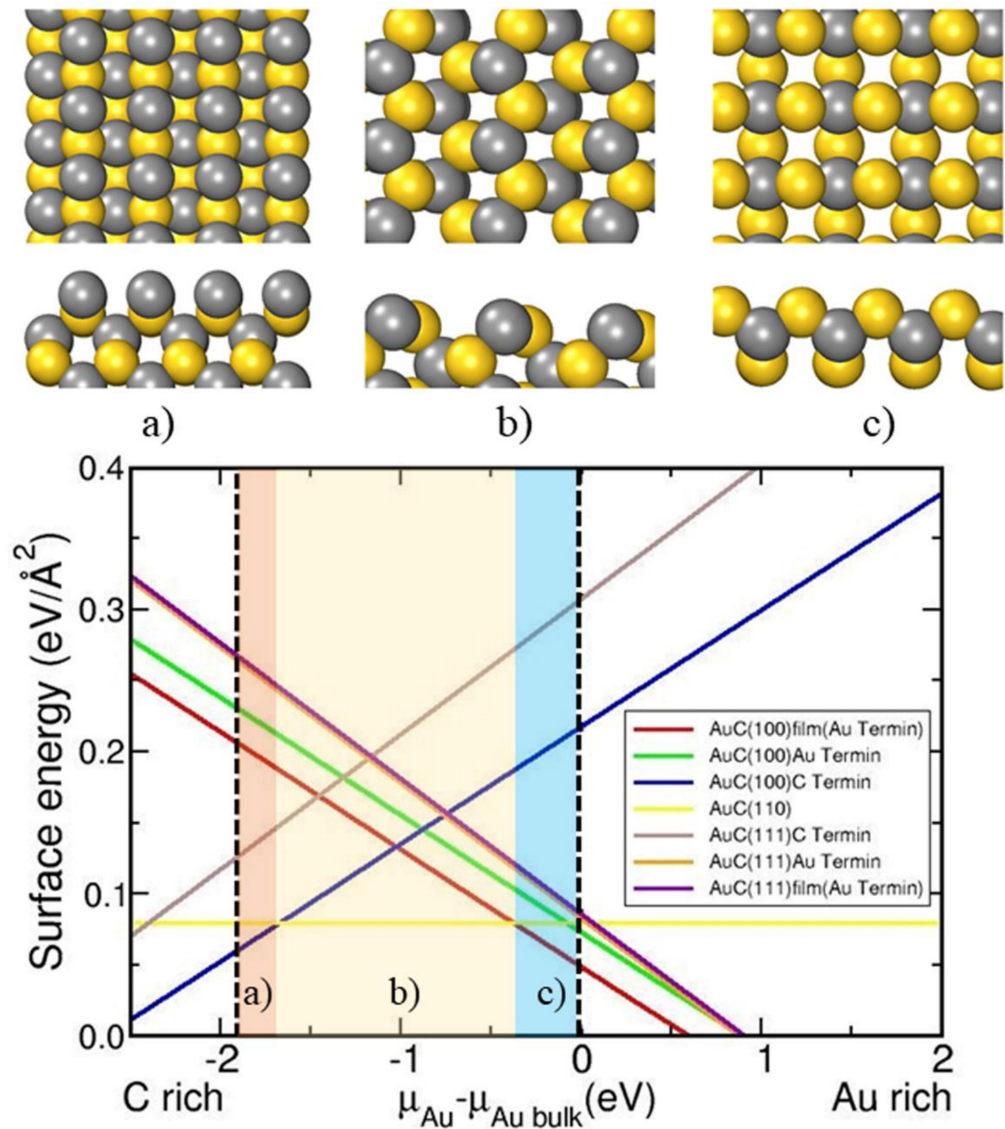 a)
b)
c)
0.4
0.3
0.2
0.1
0.0
Surface energy (eV/Å²)
AuC(100)film(Au Termin)
AuC(100)Au Termin
AuC(100)C Termin
AuC(110)
AuC(111)C Termin
AuC(111)Au Termin
AuC(111)film(Au Termin)
a)
b)
c)
-2
-1
0
1
2
C rich
μAu-μAu bulk(eV)
Au rich